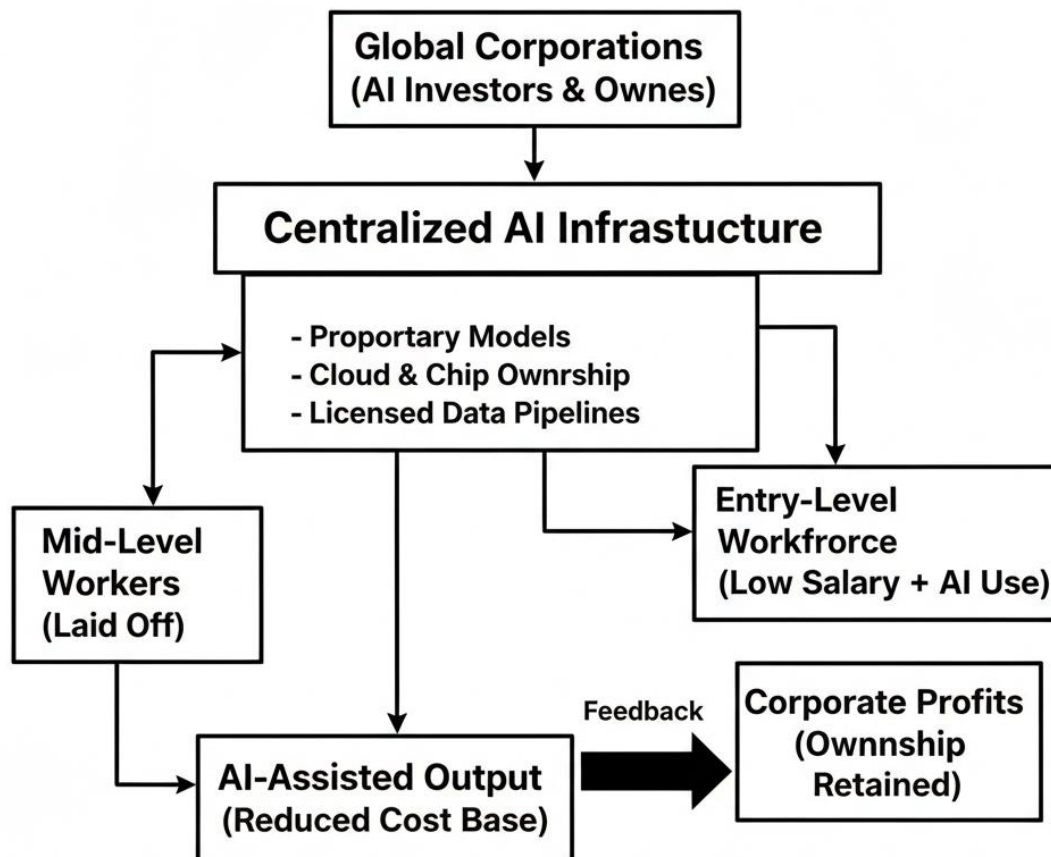 Global Corporations
(AI Investors & Ownes)
Centralized AI Infrastucture
- Proportary Models
- Cloud & Chip Ownrship
- Licensed Data Pipelines
Mid-Level
Workers
(Laid Off)
Entry-Level
Workfrorce
(Low Salary + AI Use)
AI-Assisted Output
(Reduced Cost Base)
Feedback
Corporate Profits
(Ownnship
Retained)